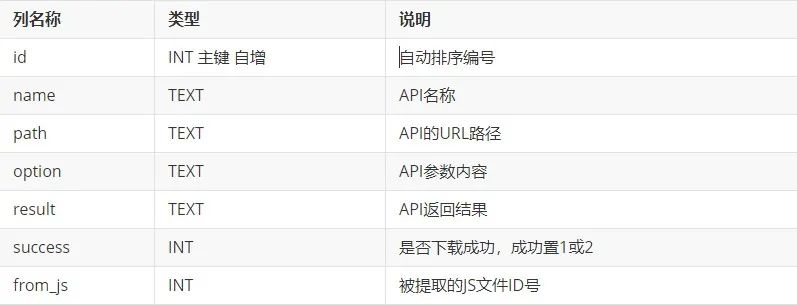 列名称 类型 说明
id INT 主键 自增 自动排序编号
name TEXT API名称
path TEXT API的URL路径
option TEXT API参数内容
result TEXT API返回结果
success INT 是否下载成功，成功置1或2
from_js INT 被提取的JS文件ID号